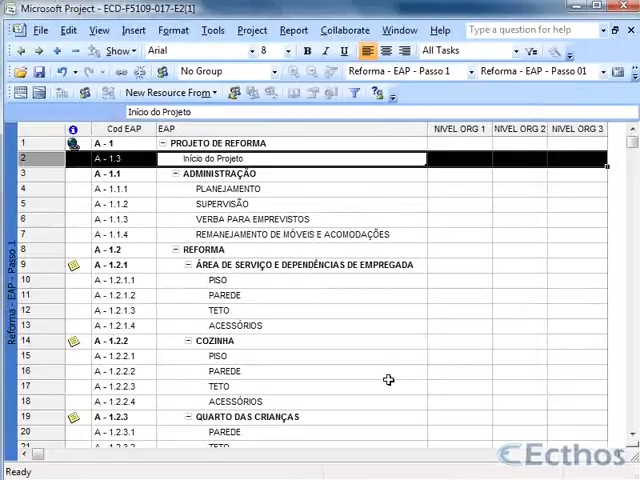 Microsoft Project - ECD-F5109-017-E2[1]
File Edit View Insert Format Tools Project Report Collaborate Window Help Type a question for help
Show Arial 8 B I U All Tasks
No Group Reforma - EAP - Passo 1 Reforma - EAP - Passo 01
New Resource From
Início do Projeto
Cod EAP EAP NIVEL ORG 1 NIVEL ORG 2 NIVEL ORG 3
1 A - 1 PROJETO DE REFORMA
2 A - 1.3 Início do Projeto
3 A - 1.1 ADMINISTRAÇÃO
4 A - 1.1.1 PLANEJAMENTO
5 A - 1.1.2 SUPERVISÃO
6 A - 1.1.3 VERBA PARA EMPREVISTOS
7 A - 1.1.4 REMANEJAMENTO DE MÓVEIS E ACOMODAÇÕES
8 A - 1.2 REFORMA
9 A - 1.2.1 ÁREA DE SERVIÇO E DEPENDÊNCIAS DE EMPREGADA
10 A - 1.2.1.1 PISO
11 A - 1.2.1.2 PAREDE
12 A - 1.2.1.3 TETO
13 A - 1.2.1.4 ACESSÓRIOS
14 A - 1.2.2 COZINHA
15 A - 1.2.2.1 PISO
16 A - 1.2.2.2 PAREDE
17 A - 1.2.2.3 TETO
18 A - 1.2.2.4 ACESSÓRIOS
19 A - 1.2.3 QUARTO DAS CRIANÇAS
20 A - 1.2.3.1 PAREDE
21 A - 1.2.3.2 TETO
Reforma - EAP - Passo 1
Ecthos
Ready